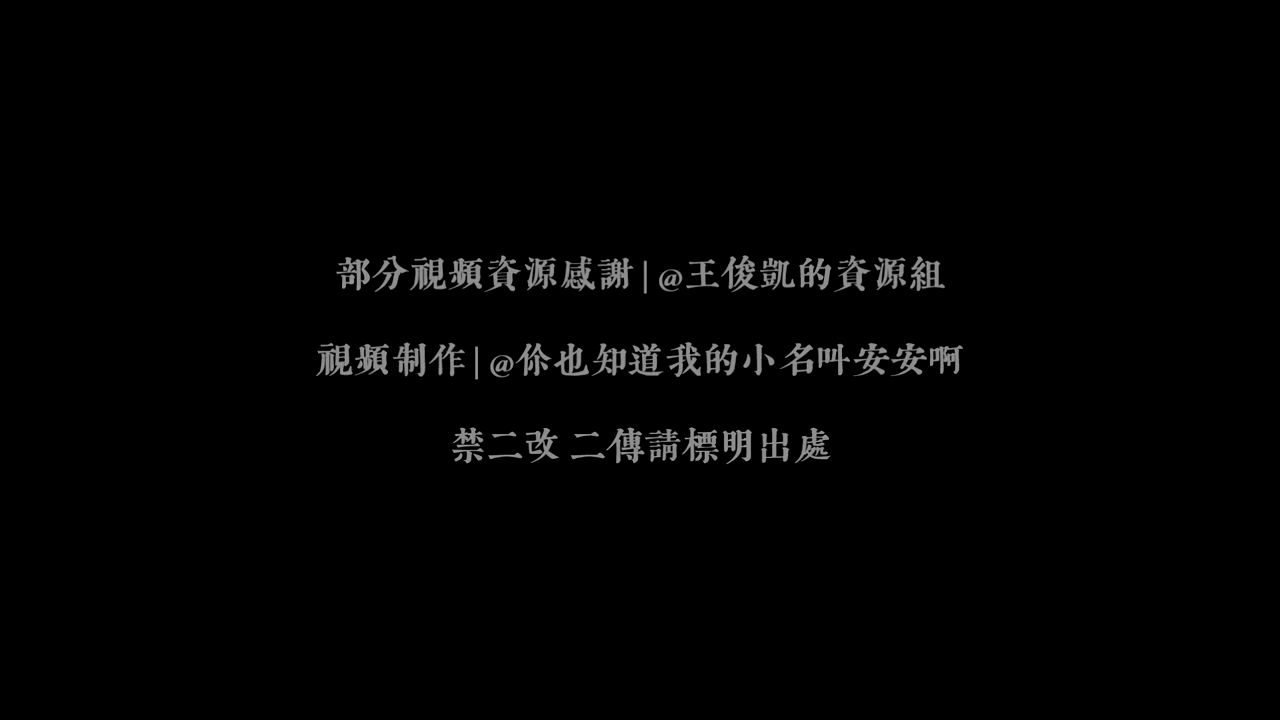 部分視頻資源感謝|@王俊凱的資源組
視頻制作|@你也知道我的小名叫安安啊
禁二改 二傳請標明出處